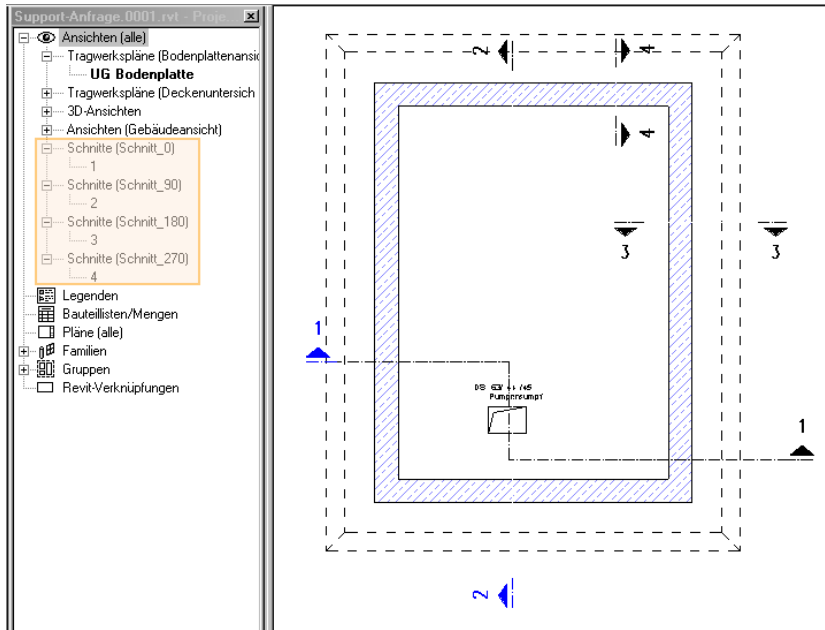 Support-Anfrage.0001.rvt - Proje...
Ansichten (alle)
Tragwerkspläne (Bodenplattenansic
UG Bodenplatte
Tragwerkspläne (Deckenuntersich
3D-Ansichten
Ansichten (Gebäudeansicht)
Schnitte (Schnitt_0)
1
Schnitte (Schnitt_90)
2
Schnitte (Schnitt_180)
3
Schnitte (Schnitt_270)
4
Legenden
Bauteillisten/Mengen
Pläne (alle)
Familien
Gruppen
Revit-Verknüpfungen
2
4
4
3
3
1
Pumpensumpf
1
2